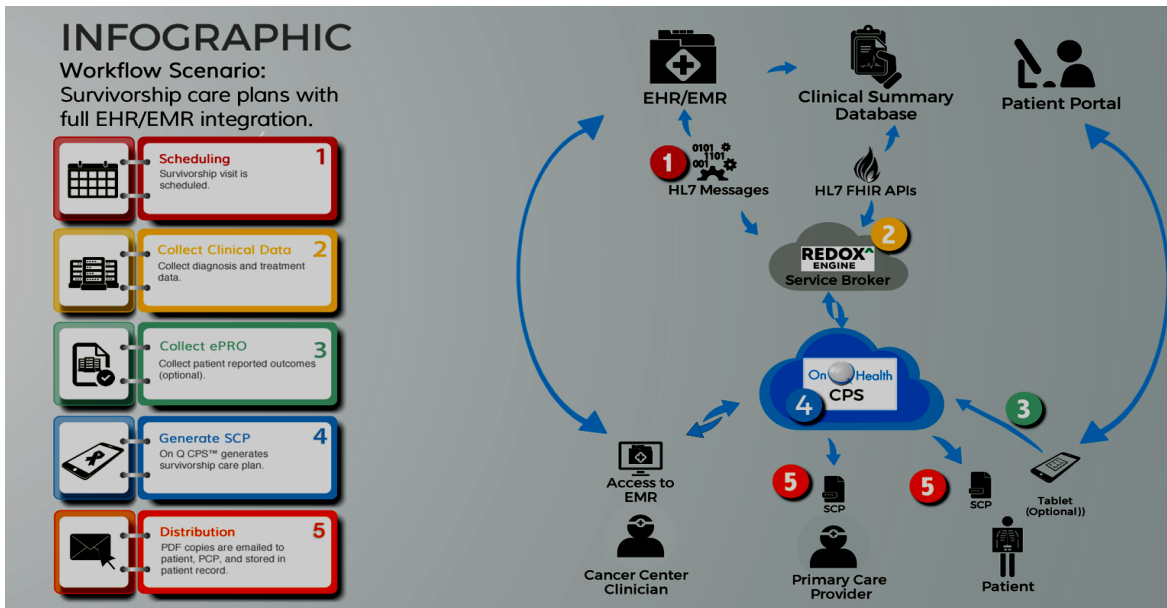 INFOGRAPHIC
Workflow Scenario:
Survivorship care plans with
full EHR/EMR integration.
Scheduling 1
Survivorship visit is
scheduled.
Collect Clinical Data 2
Collect diagnosis and treatment
data.
Collect ePRO 3
Collect patient reported outcomes
(optional).
Generate SCP 4
On Q CPS™ generates
survivorship care plan.
Distribution 5
PDF copies are emailed to
patient, PCP, and stored in
patient record.
EHR/EMR
Clinical Summary
Database
Patient Portal
1
0101
1101
001
HL7 Messages
HL7 FHIR APIs
2
REDOX
ENGINE
Service Broker
On Q Health
CPS
4
3
Access to
EMR
5
SCP
5
SCP
Tablet
(Optional))
Cancer Center
Clinician
Primary Care
Provider
Patient